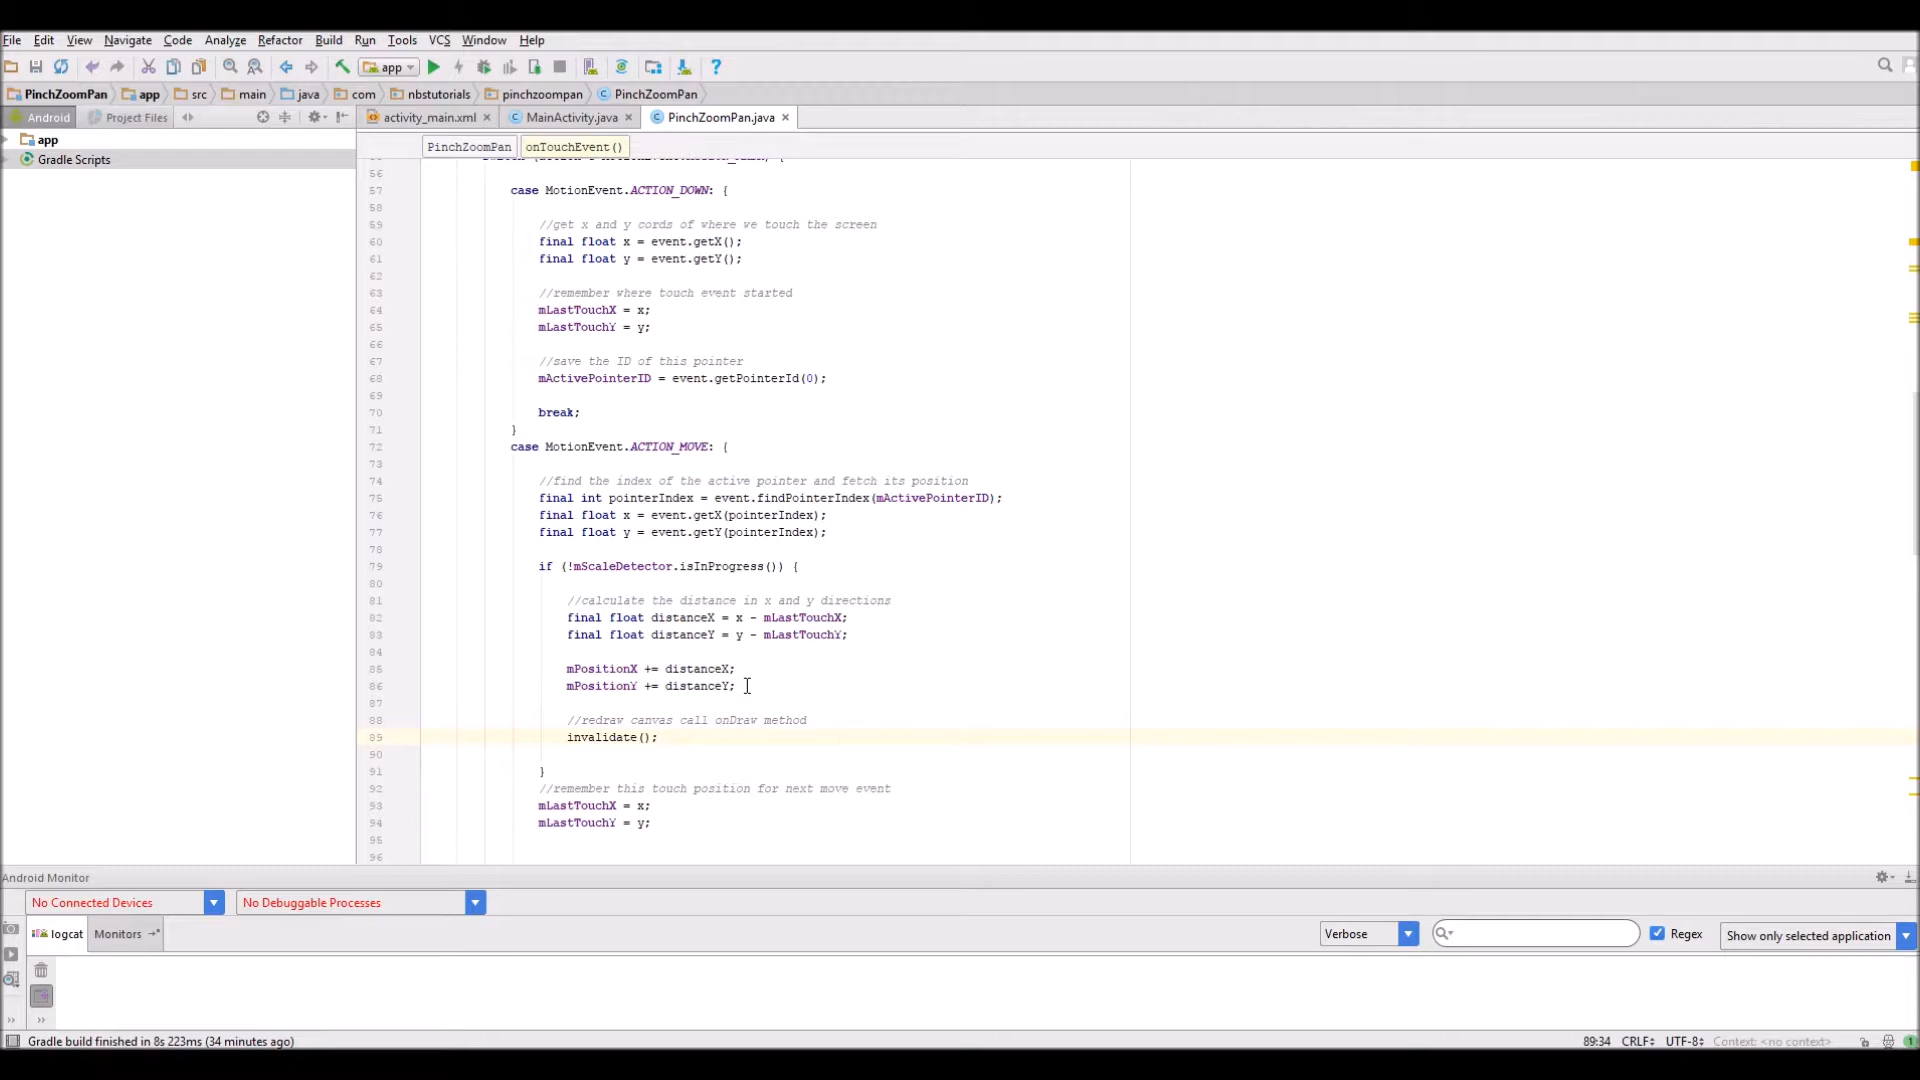 File Edit View Navigate Code Analyze Refactor Build Run Tools VCS Window Help
app
PinchZoomPan app src main java com nbstutorials pinchzoompan PinchZoomPan
Android Project Files activity_main.xml MainActivity.java PinchZoomPan.java
app
PinchZoomPan onTouchEvent()
Gradle Scripts
56
57 case MotionEvent.ACTION_DOWN: {
58
59 //get x and y cords of where we touch the screen
60 final float x = event.getX();
61 final float y = event.getY();
62
63 //remember where touch event started
64 mLastTouchX = x;
65 mLastTouchY = y;
66
67 //save the ID of this pointer
68 mActivePointerID = event.getPointerId(0);
69
70 break;
71 }
72 case MotionEvent.ACTION_MOVE: {
73
74 //find the index of the active pointer and fetch its position
75 final int pointerIndex = event.findPointerIndex(mActivePointerID);
76 final float x = event.getX(pointerIndex);
77 final float y = event.getY(pointerIndex);
78
79 if (!mScaleDetector.isInProgress()) {
80
81 //calculate the distance in x and y directions
82 final float distanceX = x - mLastTouchX;
83 final float distanceY = y - mLastTouchY;
84
85 mPositionX += distanceX;
86 mPositionY += distanceY;
87
88 //redraw canvas call onDraw method
89 invalidate();
90
91 }
92 //remember this touch position for next move event
93 mLastTouchX = x;
94 mLastTouchY = y;
95
96
Android Monitor
No Connected Devices No Debuggable Processes
logcat Monitors Verbose Regex Show only selected application
Gradle build finished in 8s 223ms (34 minutes ago) 89:34 CRLF UTF-8 Context: <no context> 1